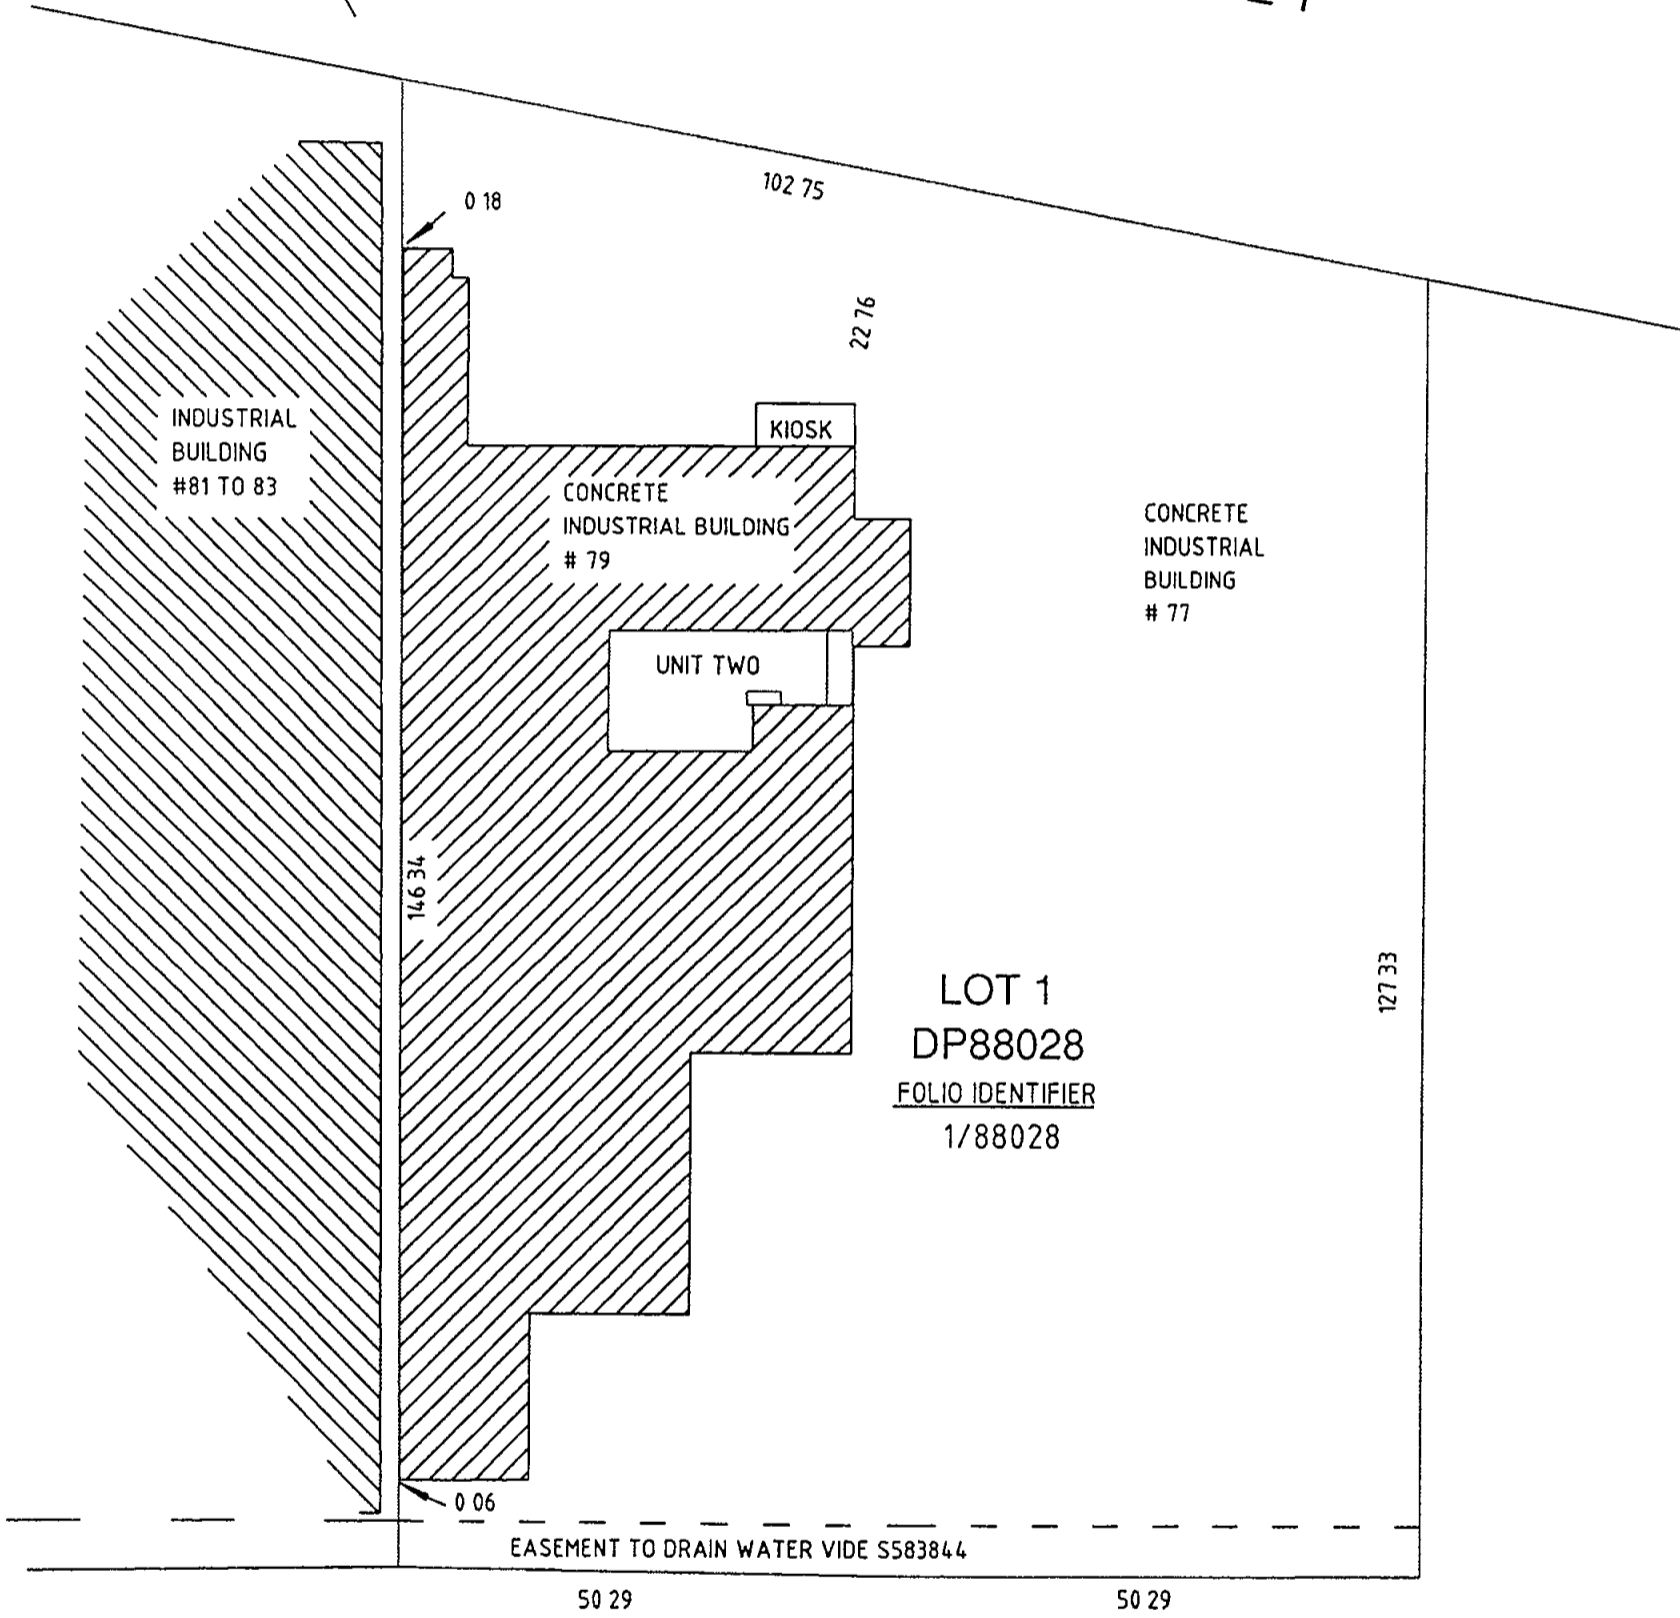 102 75
0 18
22 76
INDUSTRIAL
BUILDING
#81 TO 83
KIOSK
CONCRETE
INDUSTRIAL BUILDING
# 79
CONCRETE
INDUSTRIAL
BUILDING
# 77
UNIT TWO
146 34
LOT 1
DP88028
FOLIO IDENTIFIER
1/88028
127 33
0 06
EASEMENT TO DRAIN WATER VIDE S583844
50 29
50 29